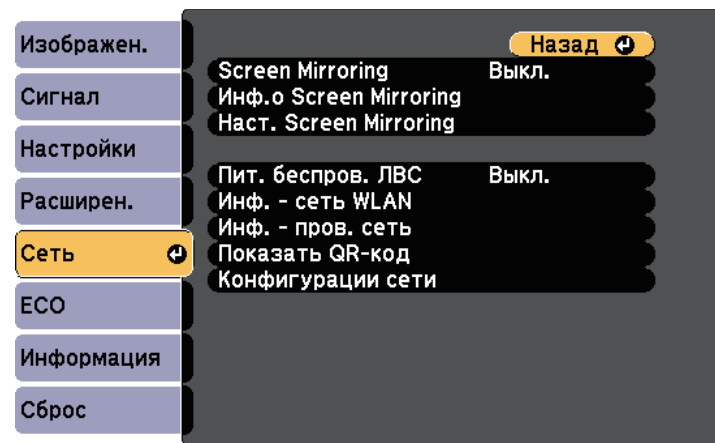 Изображен.
Сигнал
Настройки
Расширен.
Сеть
ECO
Информация
Сброс
Назад
Screen Mirroring Выкл.
Инф.о Screen Mirroring
Наст. Screen Mirroring
Пит. беспров. ЛВС Выкл.
Инф. - сеть WLAN
Инф. - пров. сеть
Показать QR-код
Конфигурации сети